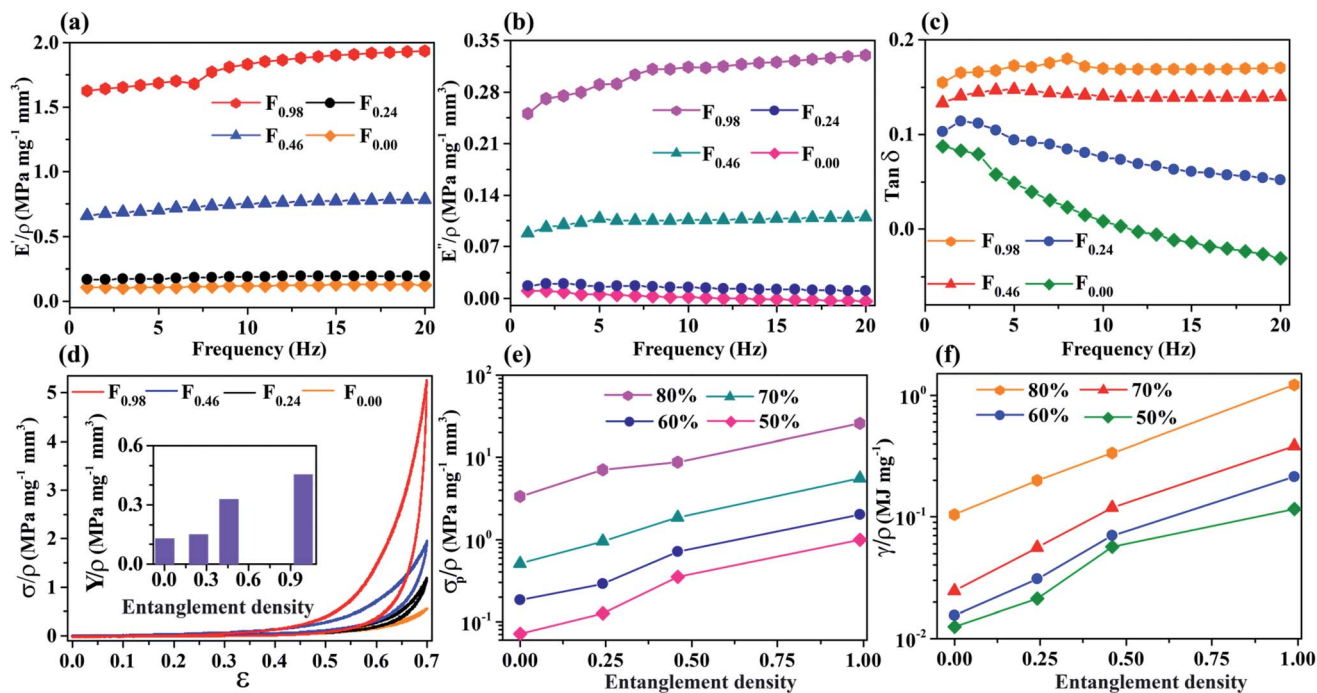 (a)
2.0
1.5
1.0
0.5
0.0
E'/ρ (MPa mg⁻¹ mm³)
F0.98 F0.24
F0.46 F0.00
0 5 10 15 20
Frequency (Hz)
(b)
0.35
0.28
0.21
0.14
0.07
0.00
E''/ρ (MPa mg⁻¹ mm³)
F0.98 F0.24
F0.46 F0.00
0 5 10 15 20
Frequency (Hz)
(c)
0.2
0.1
0.0
Tan δ
F0.98 F0.24
F0.46 F0.00
0 5 10 15 20
Frequency (Hz)
(d)
F0.98 F0.46 F0.24 F0.00
5
4
3
2
1
0
σ/ρ (MPa mg⁻¹ mm³)
0.6
0.3
0.0
Y/ρ (MPa mg⁻¹ mm³)
0.0 0.3 0.6 0.9
Entanglement density
0.0 0.1 0.2 0.3 0.4 0.5 0.6 0.7
ε
(e)
10²
10¹
10⁰
10⁻¹
σp/ρ (MPa mg⁻¹ mm³)
80% 70%
60% 50%
0.00 0.25 0.50 0.75 1.00
Entanglement density
(f)
10⁰
10⁻¹
10⁻²
γ/ρ (MJ mg⁻¹)
80% 70%
60% 50%
0.00 0.25 0.50 0.75 1.00
Entanglement density